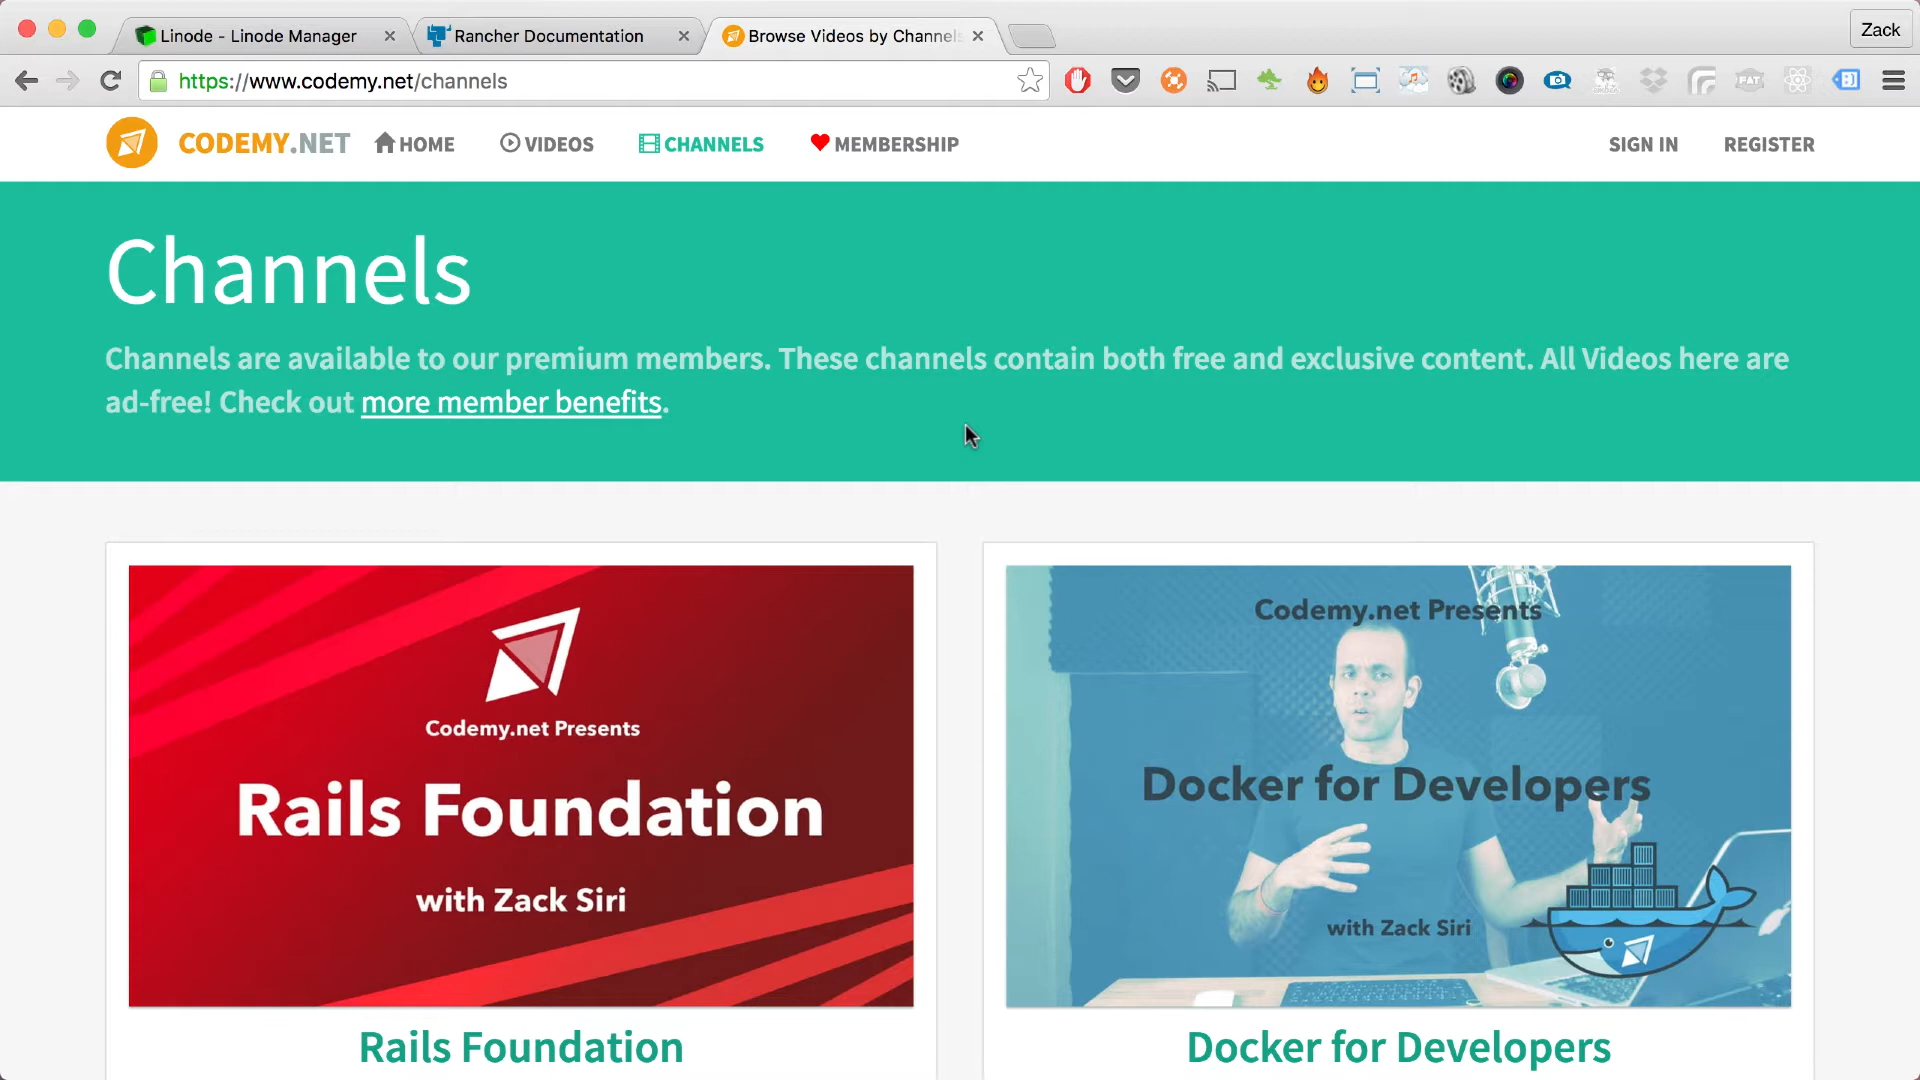 Linode - Linode Manager
Rancher Documentation
Browse Videos by Channel
Zack
https://www.codemy.net/channels
CODEMY.NET
HOME
VIDEOS
CHANNELS
MEMBERSHIP
SIGN IN
REGISTER
Channels
Channels are available to our premium members. These channels contain both free and exclusive content. All Videos here are
ad-free! Check out more member benefits.
Codemy.net Presents
Rails Foundation
with Zack Siri
Rails Foundation
Codemy.net Presents
Docker for Developers
with Zack Siri
Docker for Developers